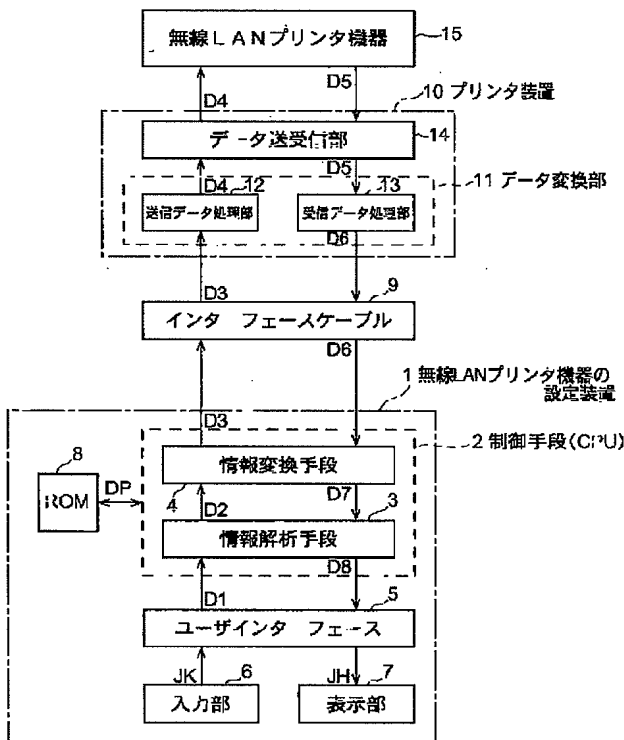 無線LANプリンタ機器
15
D4
D5
10 プリンタ装置
データ送受信部
14
D4
12
D5
13
11 データ変換部
送信データ処理部
受信データ処理部
D6
D3
9
インタ フェースケーブル
D6
1 無線LANプリンタ機器の
設定装置
D3
2 制御手段(CPU)
8
ROM
DP
情報変換手段
4
D2
D7
3
情報解析手段
D1
D8
5
ユーザインタ フェース
JK
6
JH
7
入力部
表示部